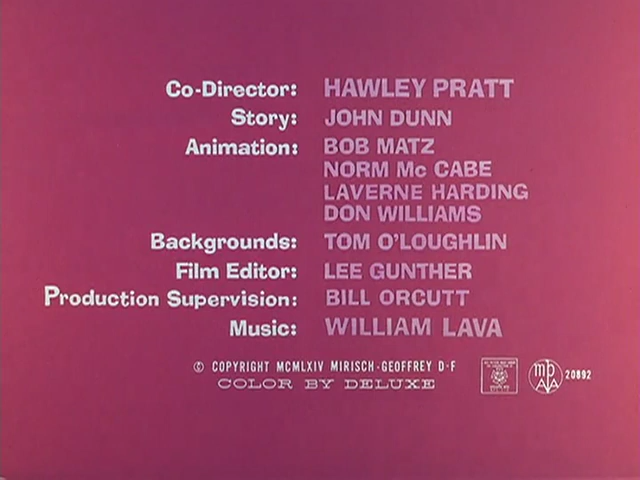 Co-Director: HAWLEY PRATT
Story: JOHN DUNN
Animation: BOB MATZ
NORM Mc CABE
LAVERNE HARDING
DON WILLIAMS
Backgrounds: TOM O'LOUGHLIN
Film Editor: LEE GUNTHER
Production Supervision: BILL ORCUTT
Music: WILLIAM LAVA
© COPYRIGHT MCMLXIV MIRISCH-GEOFFREY D-F
COLOR BY DELUXE
mpAA 20892